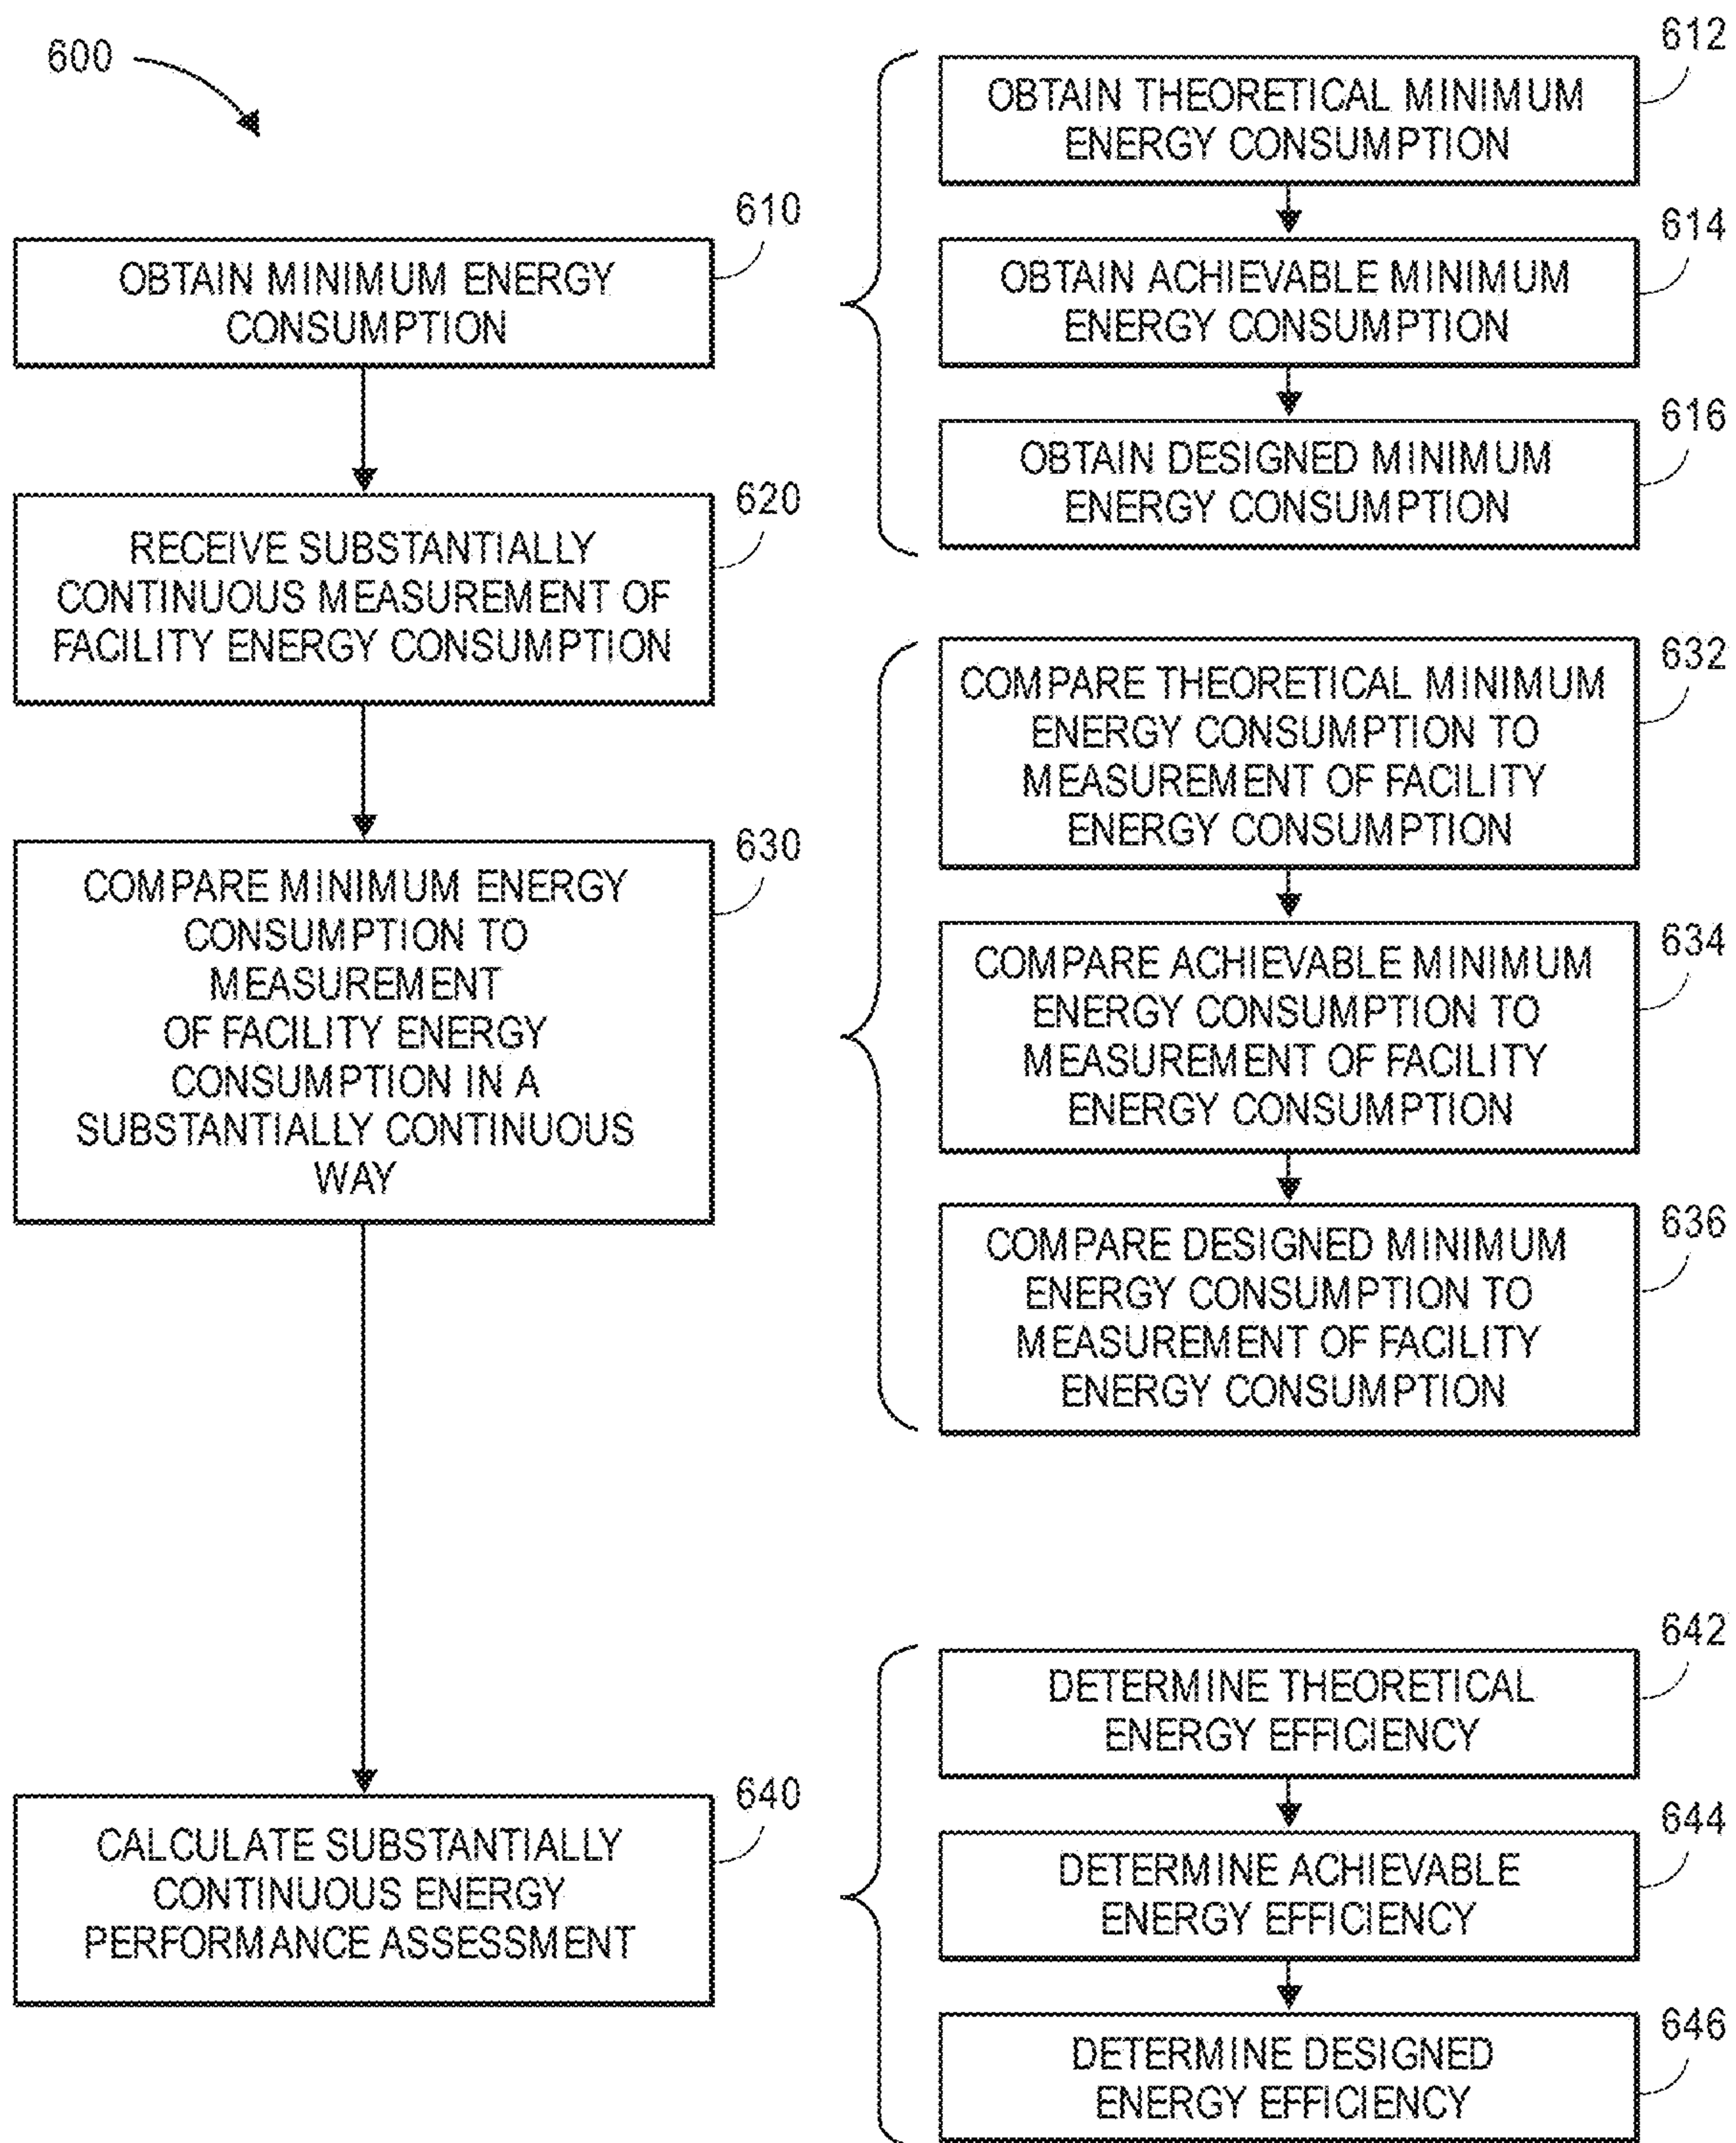 600
610
OBTAIN MINIMUM ENERGY
CONSUMPTION
620
RECEIVE SUBSTANTIALLY
CONTINUOUS MEASUREMENT OF
FACILITY ENERGY CONSUMPTION
630
COMPARE MINIMUM ENERGY
CONSUMPTION TO
MEASUREMENT
OF FACILITY ENERGY
CONSUMPTION IN A
SUBSTANTIALLY CONTINUOUS
WAY
640
CALCULATE SUBSTANTIALLY
CONTINUOUS ENERGY
PERFORMANCE ASSESSMENT
612
OBTAIN THEORETICAL MINIMUM
ENERGY CONSUMPTION
614
OBTAIN ACHIEVABLE MINIMUM
ENERGY CONSUMPTION
616
OBTAIN DESIGNED MINIMUM
ENERGY CONSUMPTION
632
COMPARE THEORETICAL MINIMUM
ENERGY CONSUMPTION TO
MEASUREMENT OF FACILITY
ENERGY CONSUMPTION
634
COMPARE ACHIEVABLE MINIMUM
ENERGY CONSUMPTION TO
MEASUREMENT OF FACILITY
ENERGY CONSUMPTION
636
COMPARE DESIGNED MINIMUM
ENERGY CONSUMPTION TO
MEASUREMENT OF FACILITY
ENERGY CONSUMPTION
642
DETERMINE THEORETICAL
ENERGY EFFICIENCY
644
DETERMINE ACHIEVABLE
ENERGY EFFICIENCY
646
DETERMINE DESIGNED
ENERGY EFFICIENCY